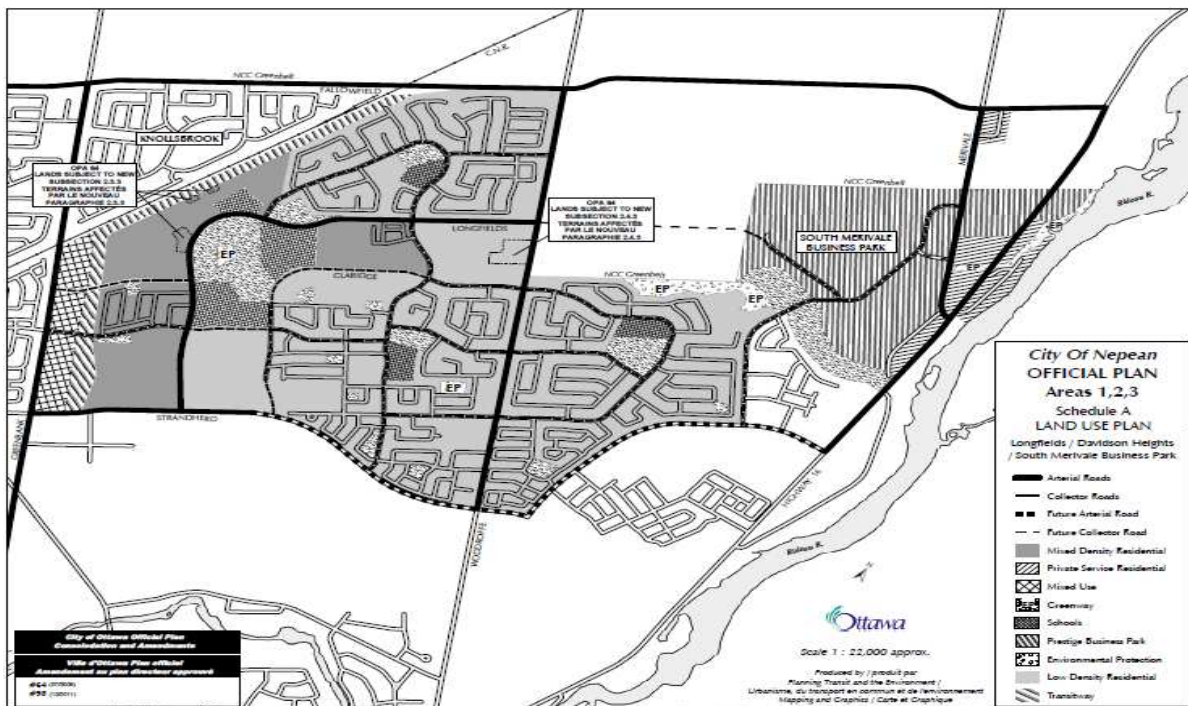 C.N.R.
NCC Greenbelt
FALLOWFIELD
KNOLLSBROOK
OPA 64
LANDS SUBJECT TO NEW
SUBSECTION 2.3.3
TERRAINS AFFECTÉS
PAR LE NOUVEAU
PARAGRAPHE 2.3.3
MERIVALE
NCC Greenbelt
Rideau R.
OPA 98
LANDS SUBJECT TO NEW
SUBSECTION 2.4.5
TERRAINS AFFECTÉS
PAR LE NOUVEAU
PARAGRAPHE 2.4.5
LONGFIELDS
SOUTH MERIVALE
BUSINESS PARK
EP
EP
EP
CLARIDGE
NCC Greenbelt
EP
EP
EP
STRANDHERD
GREENBANK
WOODROFFE
HIGHWAY 16
Rideau R.
City Of Nepean
OFFICIAL PLAN
Areas 1,2,3
Schedule A
LAND USE PLAN
Longfields / Davidson Heights
/ South Merivale Business Park
Arterial Roads
Collector Roads
Future Arterial Road
Future Collector Road
Mixed Density Residential
Private Service Residential
Mixed Use
Greenway
Schools
Prestige Business Park
Environmental Protection
Low Density Residential
Transitway
Ottawa
Scale 1 : 22,000 approx.
Produced by / produit par
Planning Transit and the Environment /
Urbanisme, du transport en commun et de l'environnement
Mapping and Graphics / Carte et Graphique
City of Ottawa Official Plan
Consolidation and Amendments
Ville d'Ottawa Plan officiel
Amendement au plan directeur approuvé
#64
#98